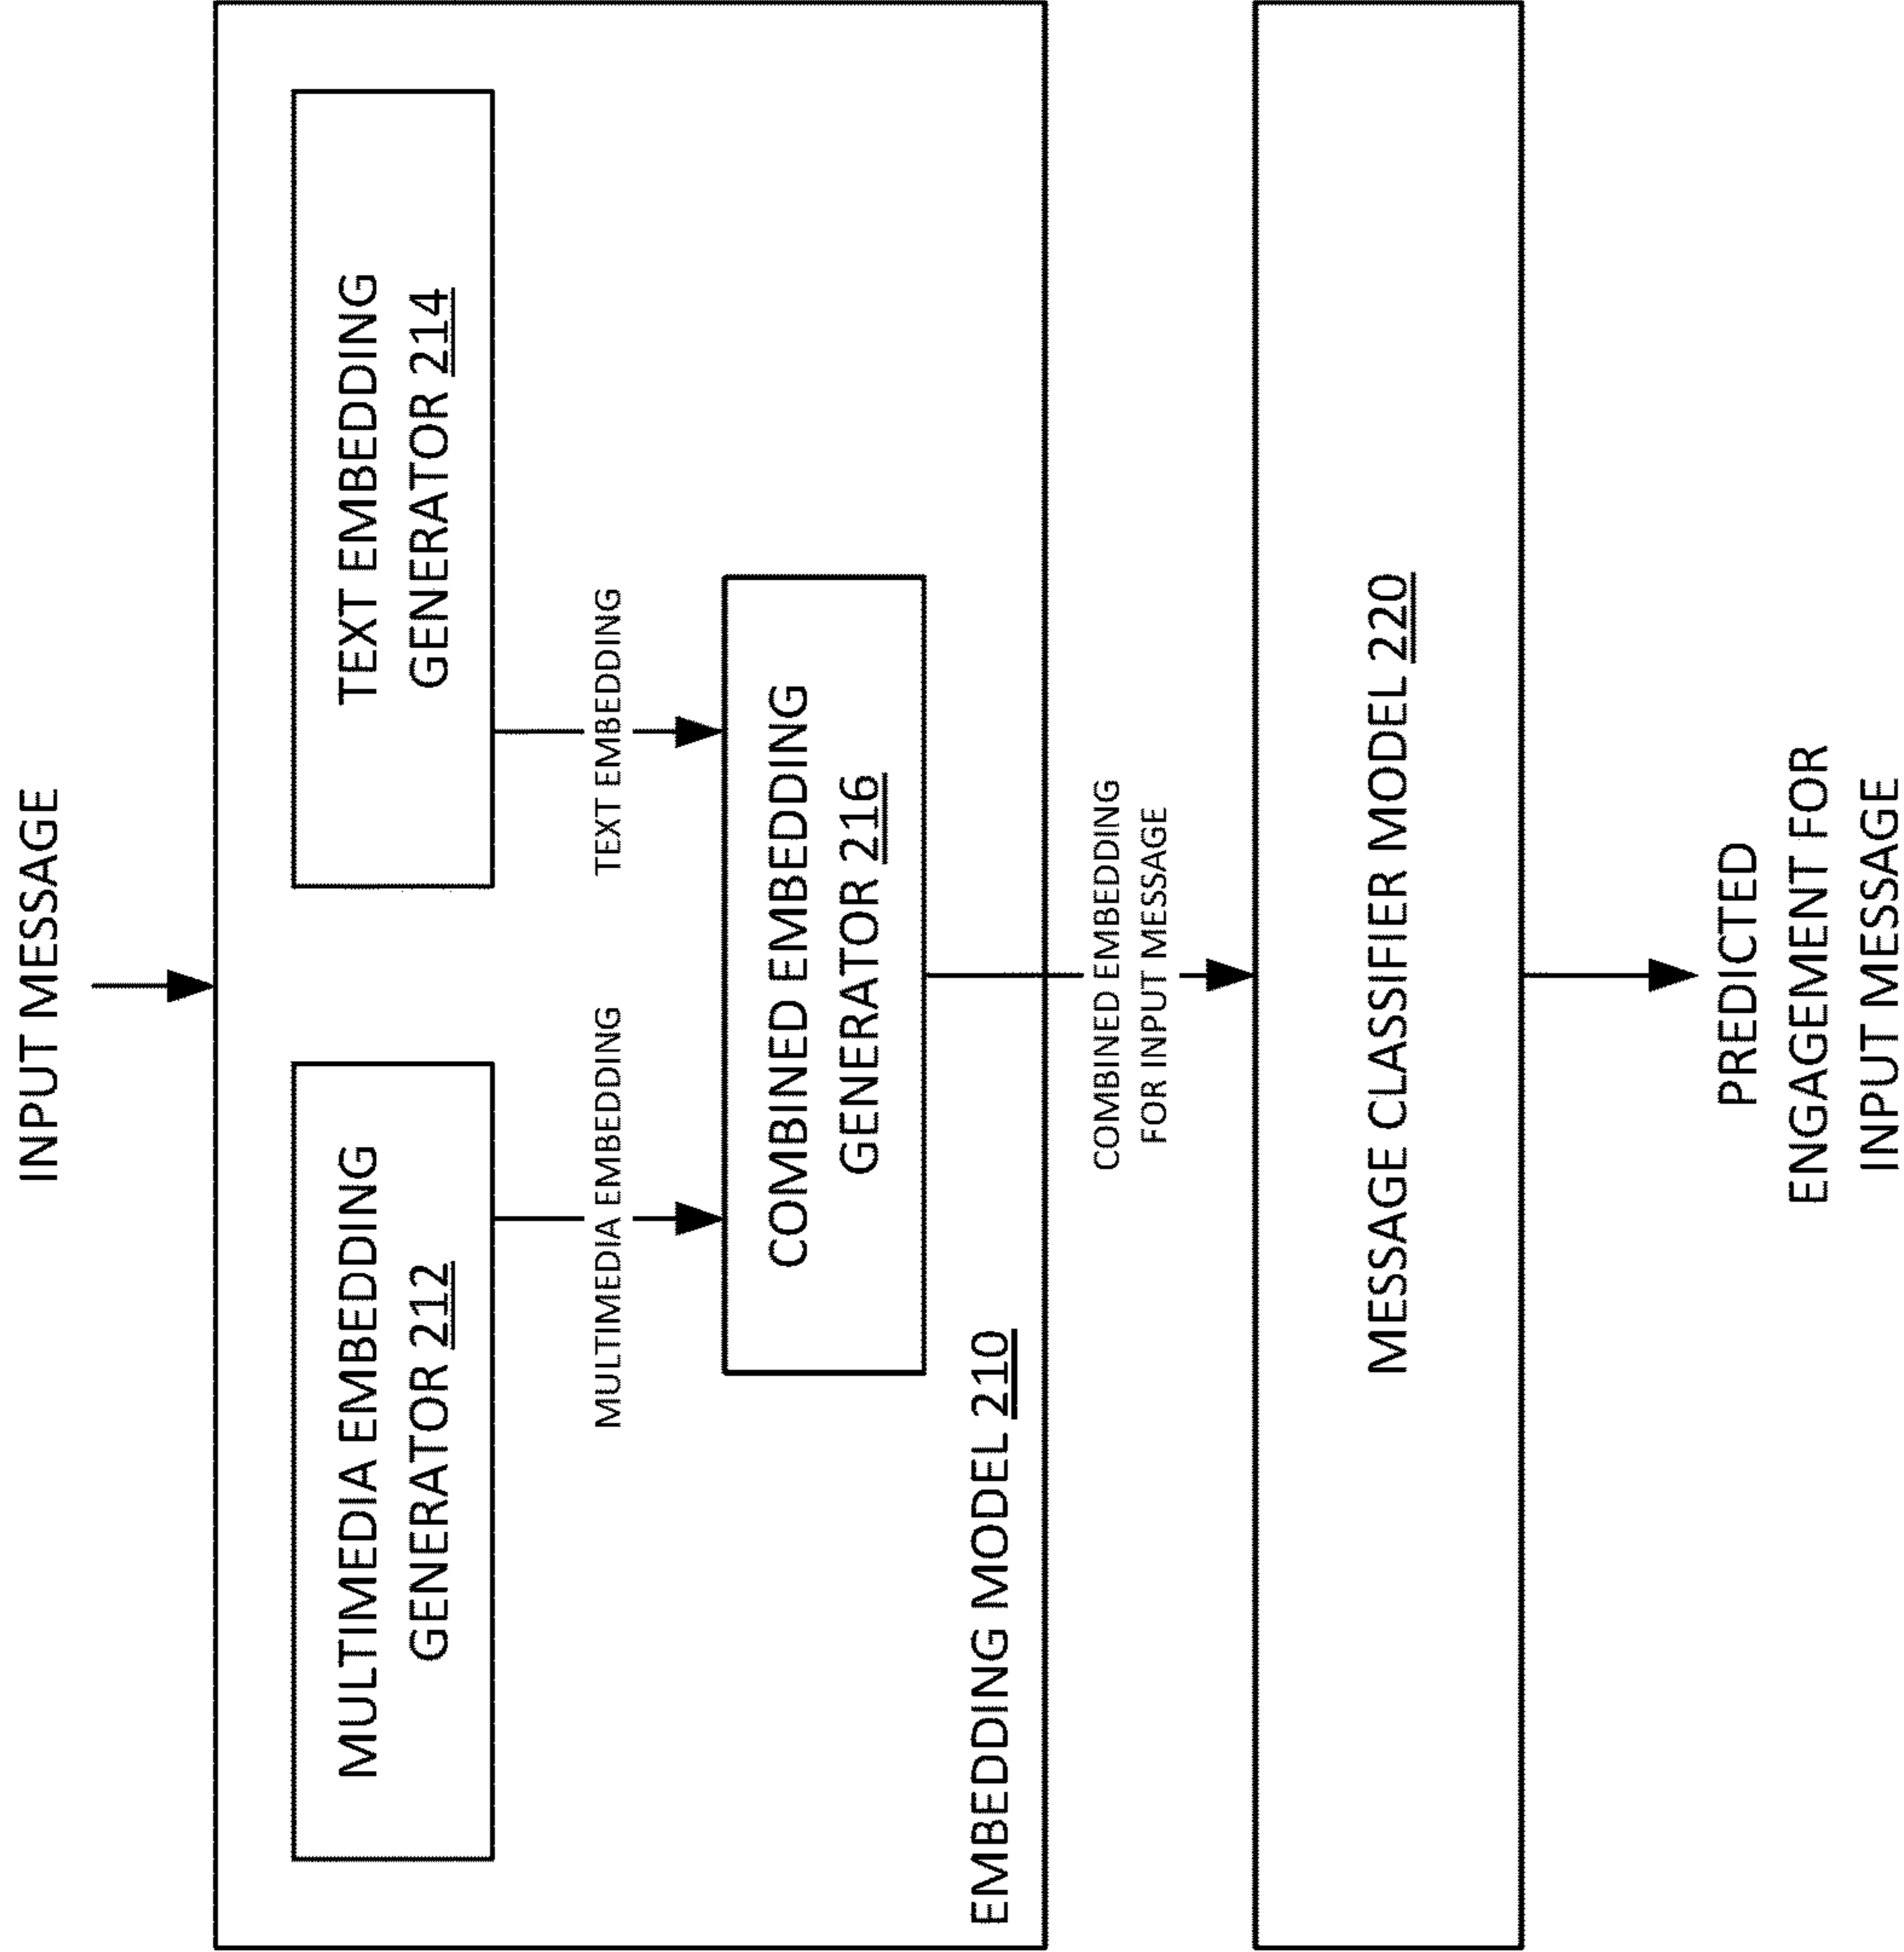 INPUT MESSAGE
MULTIMEDIA EMBEDDING
GENERATOR 212
TEXT EMBEDDING
GENERATOR 214
MULTIMEDIA EMBEDDING
TEXT EMBEDDING
COMBINED EMBEDDING
GENERATOR 216
EMBEDDING MODEL 210
COMBINED EMBEDDING
FOR INPUT MESSAGE
MESSAGE CLASSIFIER MODEL 220
PREDICTED
ENGAGEMENT FOR
INPUT MESSAGE